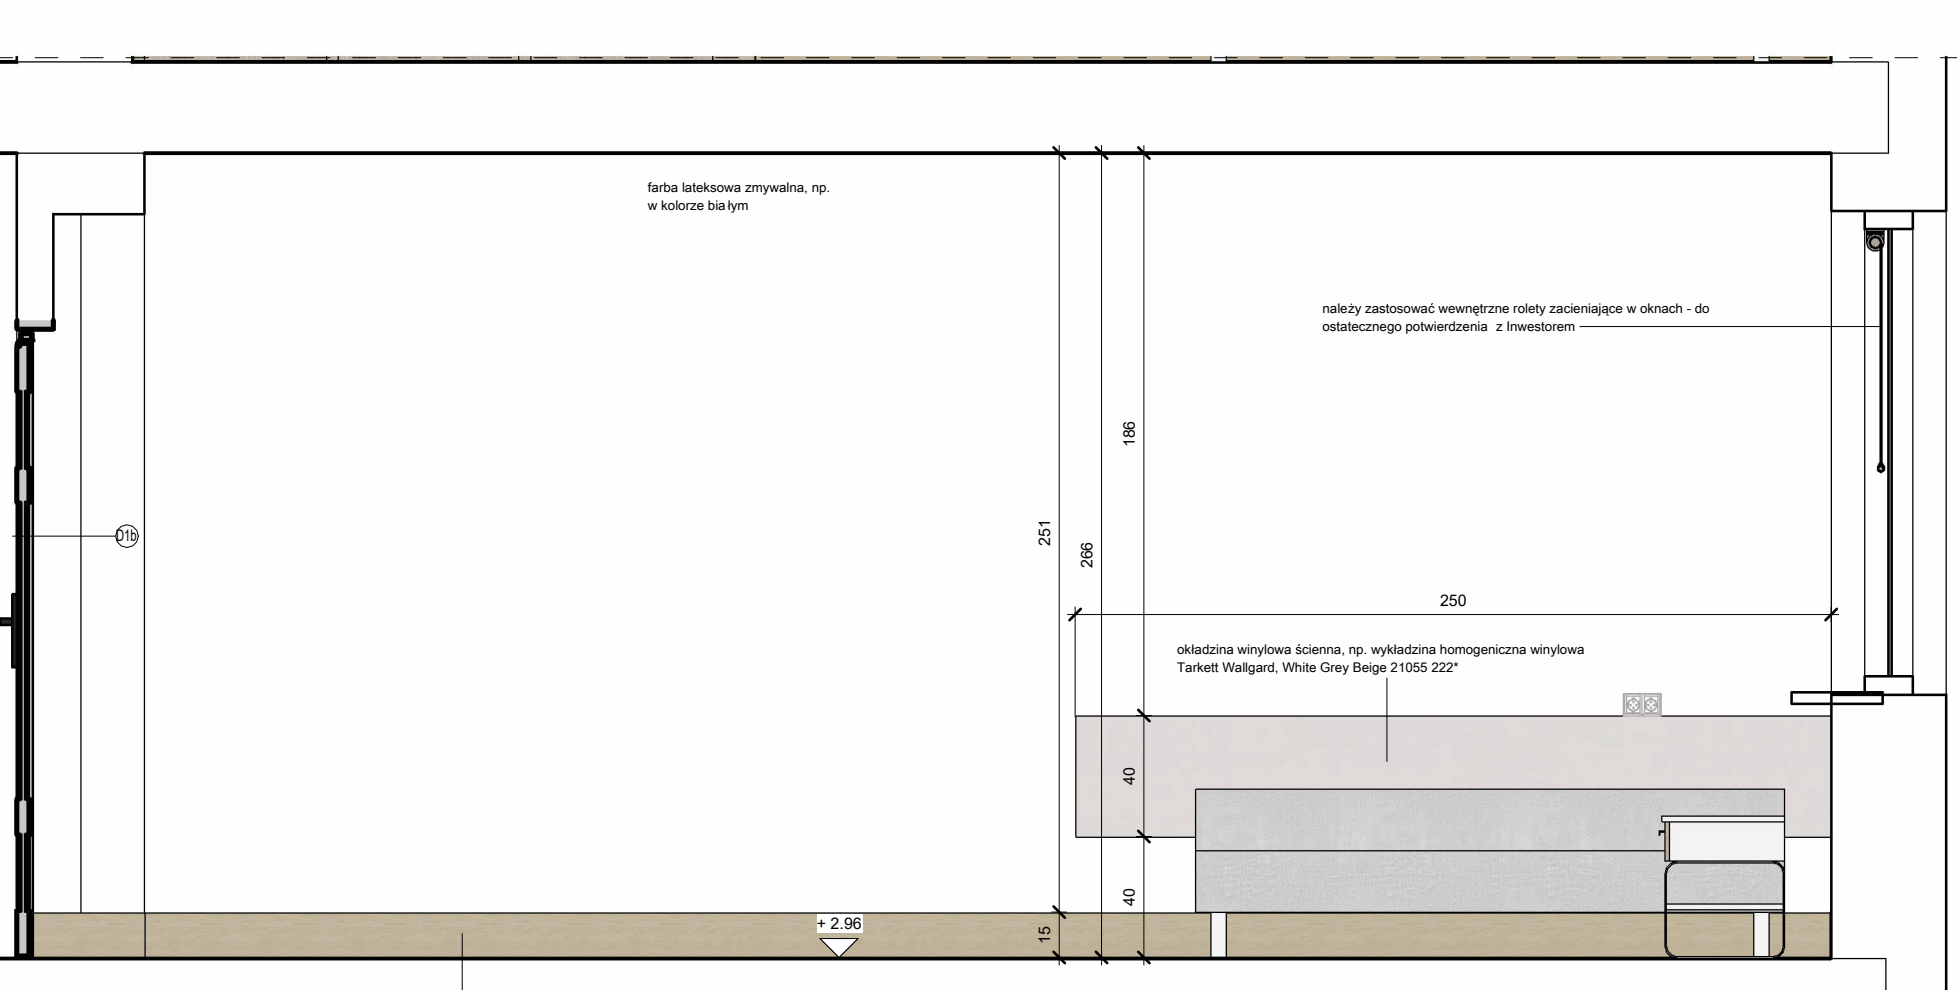 farba lateksowa zmywalna, np.
w kolorze białym
należy zastosować wewnętrzne rolety zacieniające w oknach - do
ostatecznego potwierdzenia z Inwestorem
186
251
266
D1b
250
okładzina winylowa ścienna, np. wykładzina homogeniczna winylowa
Tarkett Wallgard, White Grey Beige 21055 222*
40
40
+ 2.96
15